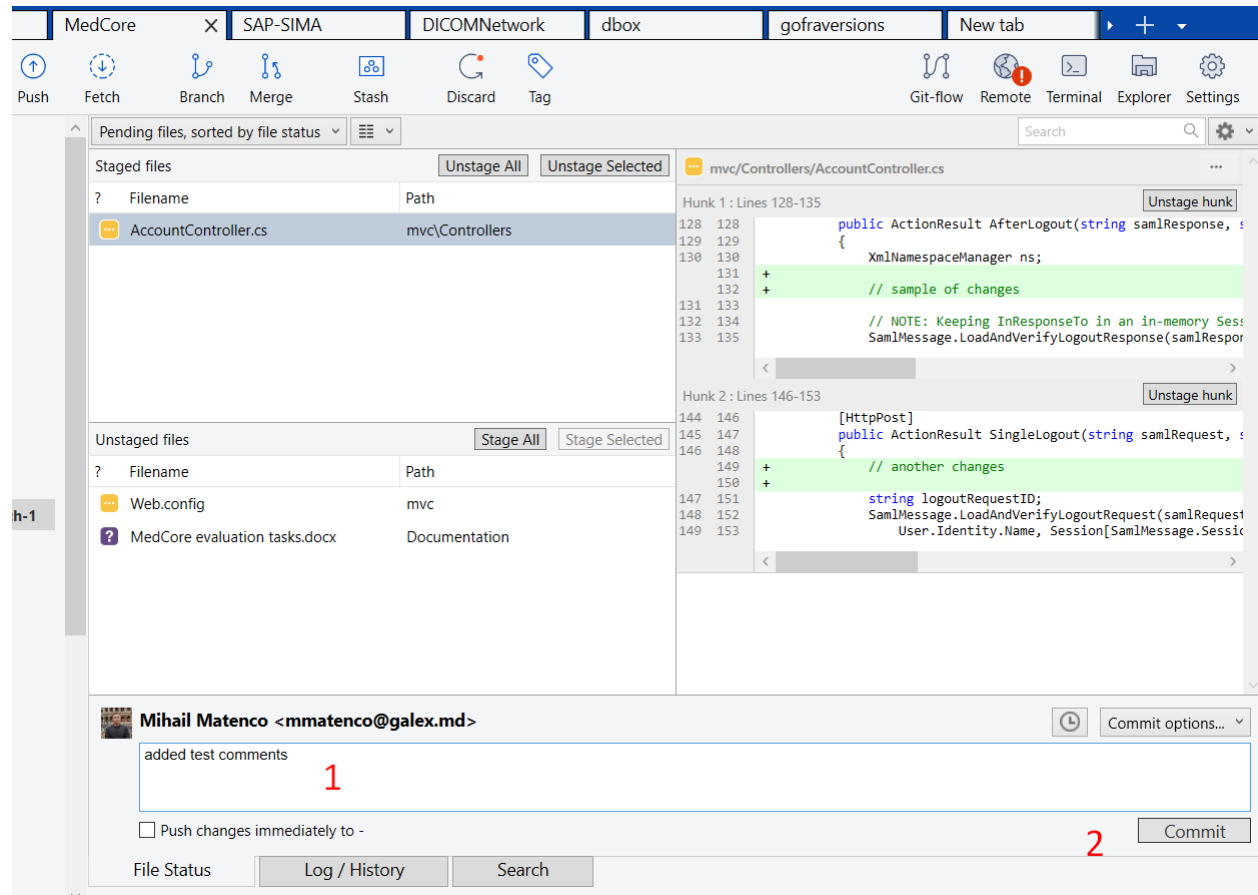 MedCore X SAP-SIMA DICOMNetwork dbox gofraversions New tab
Push Fetch Branch Merge Stash Discard Tag Git-flow Remote Terminal Explorer Settings
Pending files, sorted by file status Search
Staged files Unstage All Unstage Selected
? Filename Path
AccountController.cs mvc\Controllers
mvc/Controllers/AccountController.cs ...
Hunk 1 : Lines 128-135 Unstage hunk
128 128 public ActionResult AfterLogout(string samlResponse,
129 129 {
130 130 XmlNamespaceManager ns;
131 +
132 + // sample of changes
131 133
132 134 // NOTE: Keeping InResponseTo in an in-memory Sess
133 135 SamlMessage.LoadAndVerifyLogoutResponse(samlRespor
Hunk 2 : Lines 146-153 Unstage hunk
144 146 [HttpPost]
145 147 public ActionResult SingleLogout(string samlRequest,
146 148 {
149 + // another changes
150 +
147 151 string logoutRequestID;
148 152 SamlMessage.LoadAndVerifyLogoutRequest(samlRequest
149 153 User.Identity.Name, Session[SamlMessage.Sessic
Unstaged files Stage All Stage Selected
? Filename Path
Web.config mvc
? MedCore evaluation tasks.docx Documentation
h-1
Mihail Matenco <mmatenco@galex.md> Commit options...
added test comments
1
Push changes immediately to -
2 Commit
File Status Log / History Search